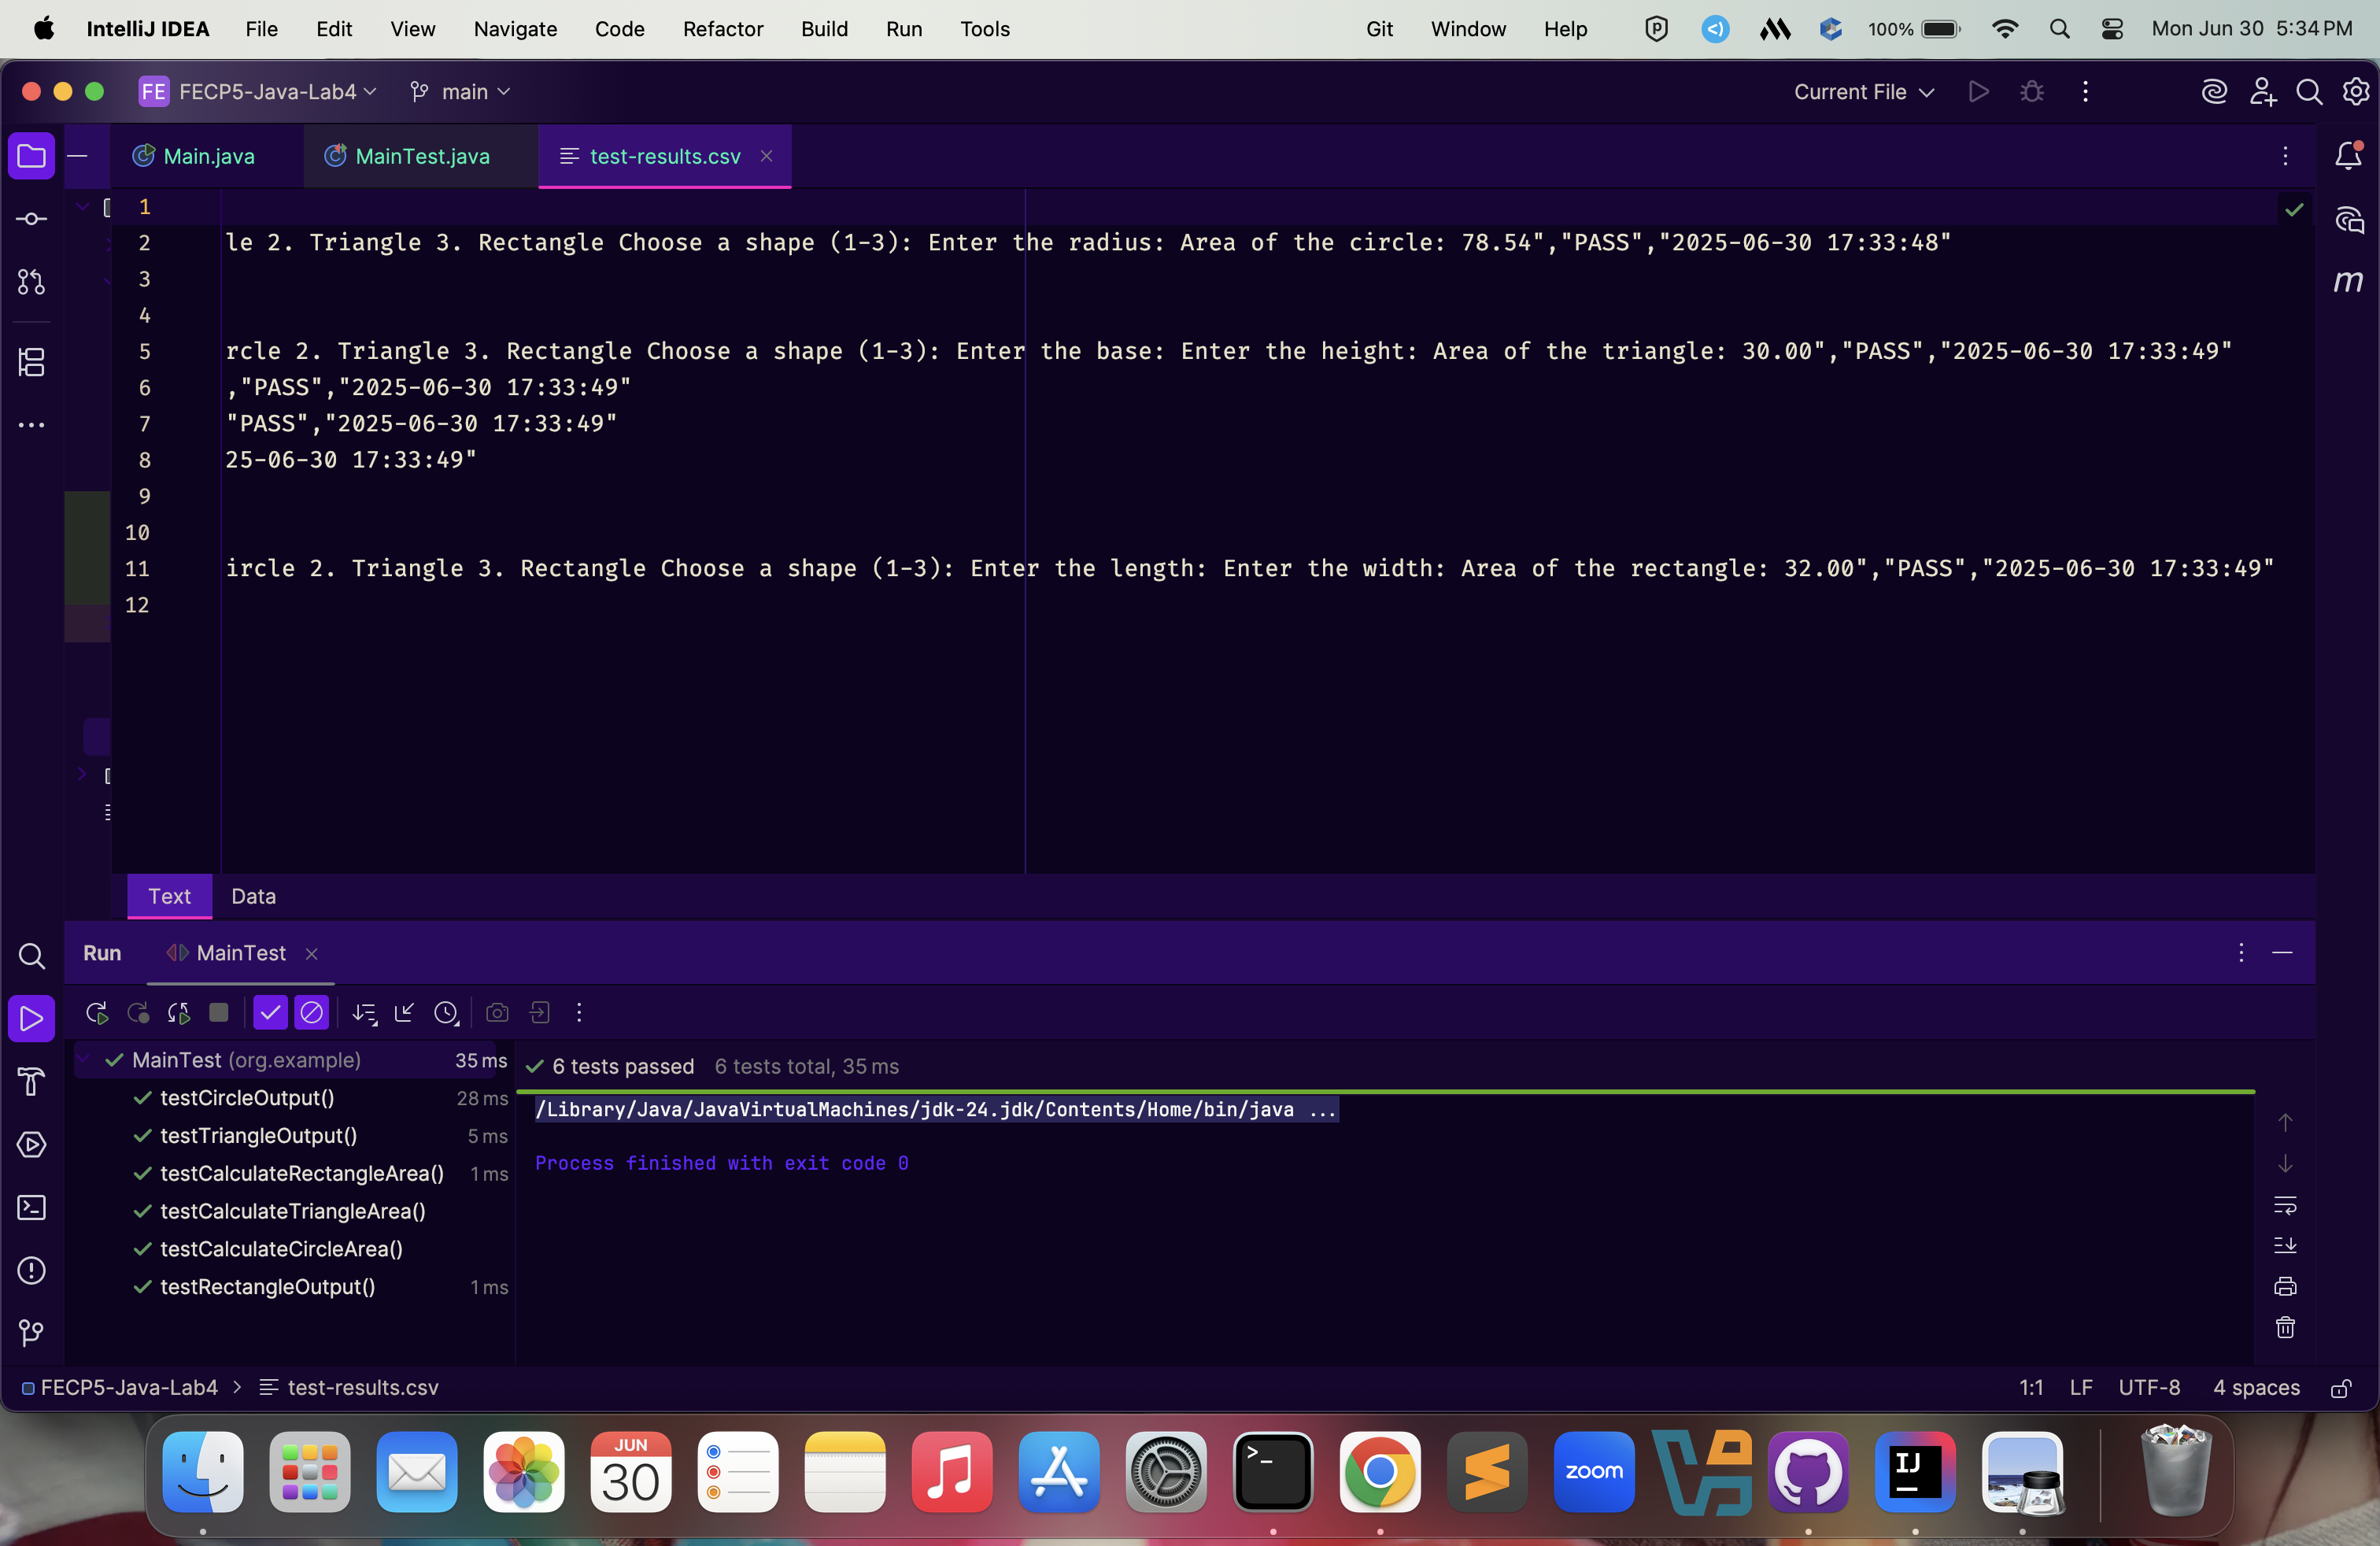 IntelliJ IDEA File Edit View Navigate Code Refactor Build Run Tools Git Window Help 100% Mon Jun 30 5:34 PM
FE FECP5-Java-Lab4 main Current File
Main.java MainTest.java test-results.csv
1
2 le 2. Triangle 3. Rectangle Choose a shape (1-3): Enter the radius: Area of the circle: 78.54","PASS","2025-06-30 17:33:48"
3
4
5 rcle 2. Triangle 3. Rectangle Choose a shape (1-3): Enter the base: Enter the height: Area of the triangle: 30.00","PASS","2025-06-30 17:33:49"
6 ,"PASS","2025-06-30 17:33:49"
7 "PASS","2025-06-30 17:33:49"
8 25-06-30 17:33:49"
9
10
11 ircle 2. Triangle 3. Rectangle Choose a shape (1-3): Enter the length: Enter the width: Area of the rectangle: 32.00","PASS","2025-06-30 17:33:49"
12
Text Data
Run MainTest
MainTest (org.example) 35 ms
6 tests passed 6 tests total, 35 ms
testCircleOutput() 28 ms
/Library/Java/JavaVirtualMachines/jdk-24.jdk/Contents/Home/bin/java ...
testTriangleOutput() 5 ms
Process finished with exit code 0
testCalculateRectangleArea() 1 ms
testCalculateTriangleArea()
testCalculateCircleArea()
testRectangleOutput() 1 ms
FECP5-Java-Lab4 > test-results.csv 1:1 LF UTF-8 4 spaces
JUN
30
zoom
IJ